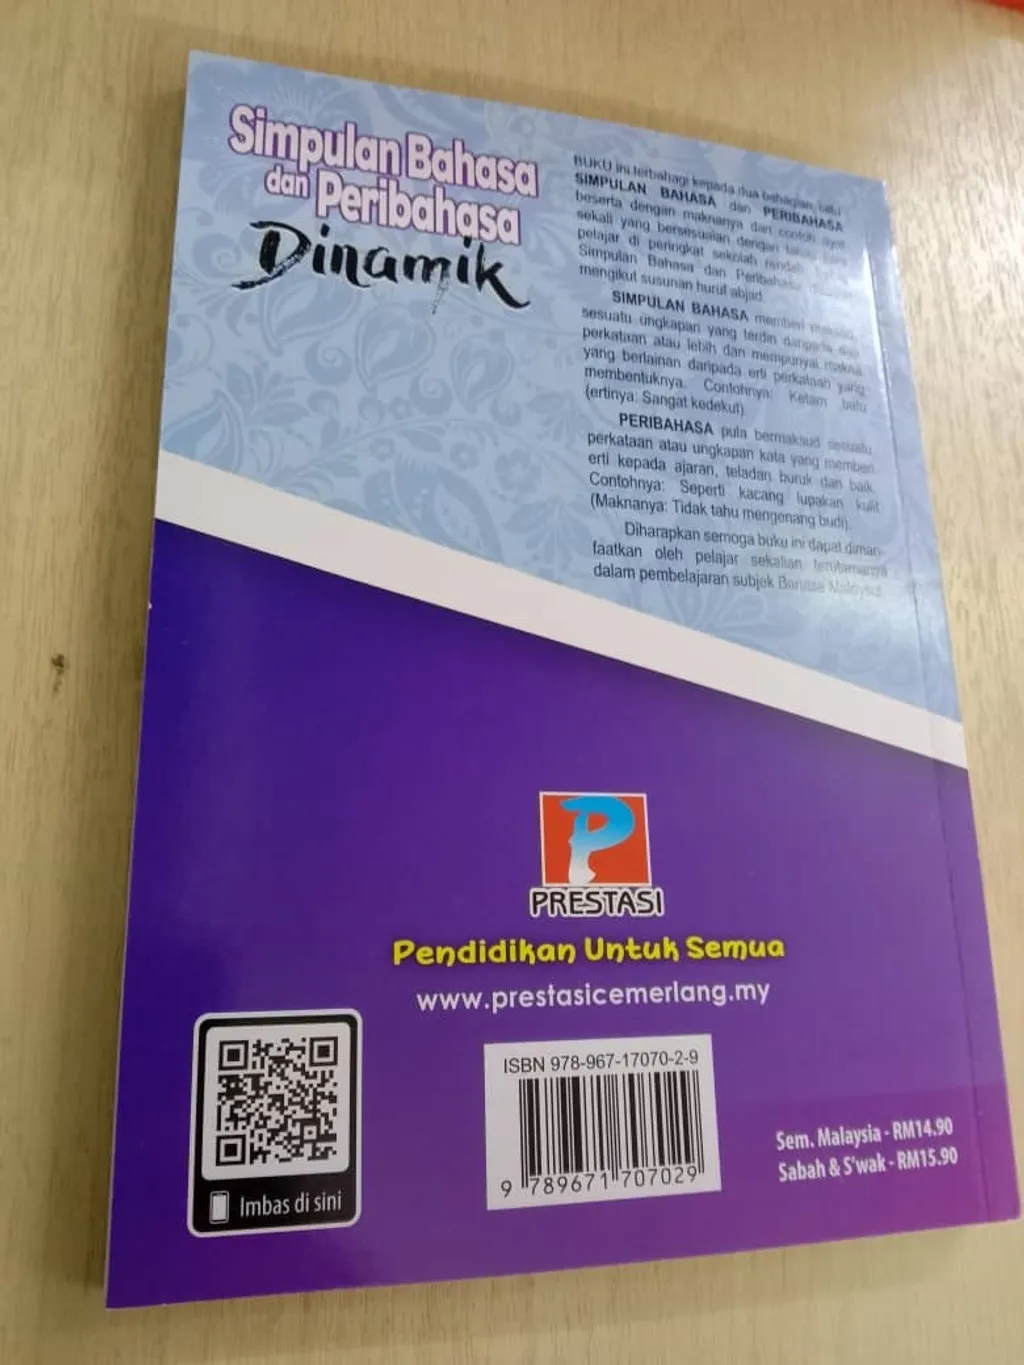 Simpulan Bahasa
dan Peribahasa
Dinamik
BUKU ini terbahagi kepada dua bahagian, iaitu
SIMPULAN BAHASA dan PERIBAHASA
beserta dengan maknanya dan contoh ayat
sekali yang bersesuaian dengan
pelajar di peringkat sekolah rendah.
Simpulan Bahasa dan Peribahasa
mengikut susunan huruf abjad.
SIMPULAN BAHASA memberi maksud
sesuatu ungkapan yang terdiri daripada dua
perkataan atau lebih dan mempunyai makna
yang berlainan daripada erti perkataan yang
membentuknya. Contohnya: Ketam batu
(ertinya: Sangat kedekut)
PERIBAHASA pula bermaksud sesuatu
perkataan atau ungkapan kata yang memberi
erti kepada ajaran, teladan buruk dan baik.
Contohnya: Seperti kacang lupakan kulit
(Maknanya: Tidak tahu mengenang budi).
Diharapkan semoga buku ini dapat diman-
faatkan oleh pelajar sekalian terutamanya
dalam pembelajaran subjek Bahasa Malaysia.
P
PRESTASI
Pendidikan Untuk Semua
www.prestasicemerlang.my
ISBN 978-967-17070-2-9
9 789671 707029
Imbas di sini
Sem. Malaysia - RM14.90
Sabah & S'wak - RM15.90